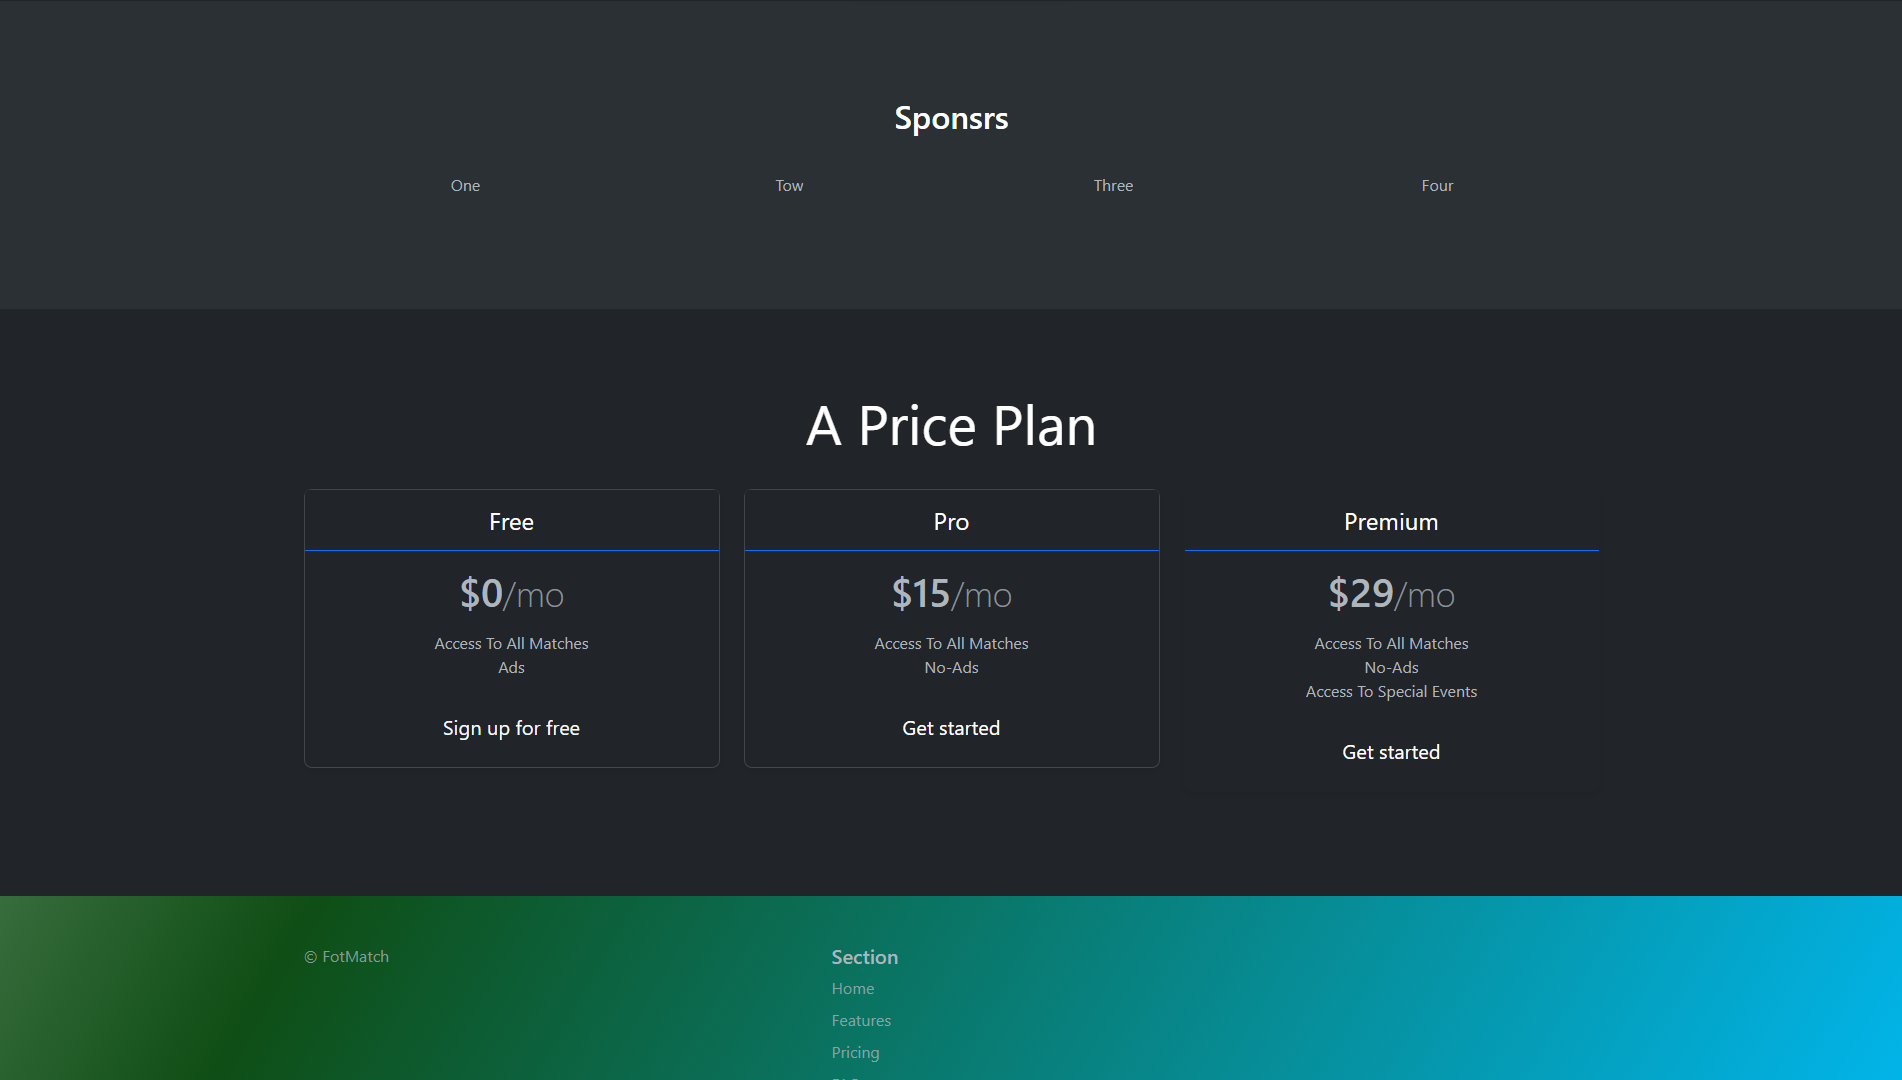 Sponsrs
One
Tow
Three
Four
A Price Plan
Free
$0/mo
Access To All Matches
Ads
Sign up for free
Pro
$15/mo
Access To All Matches
No-Ads
Get started
Premium
$29/mo
Access To All Matches
No-Ads
Access To Special Events
Get started
© FotMatch
Section
Home
Features
Pricing